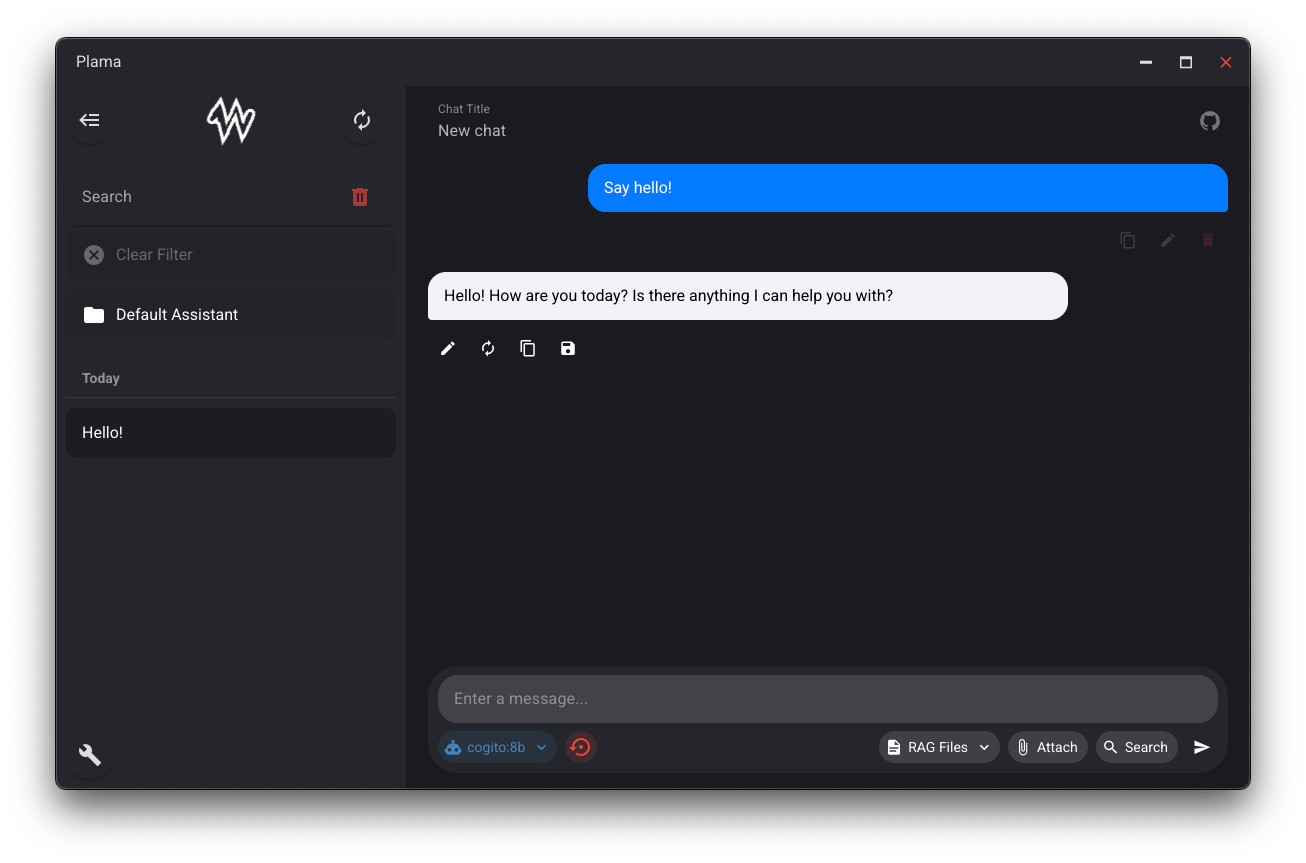 Plama
Search
Clear Filter
Default Assistant
Today
Hello!
Chat Title
New chat
Say hello!
Hello! How are you today? Is there anything I can help you with?
Enter a message...
cogito:8b
RAG Files
Attach
Search